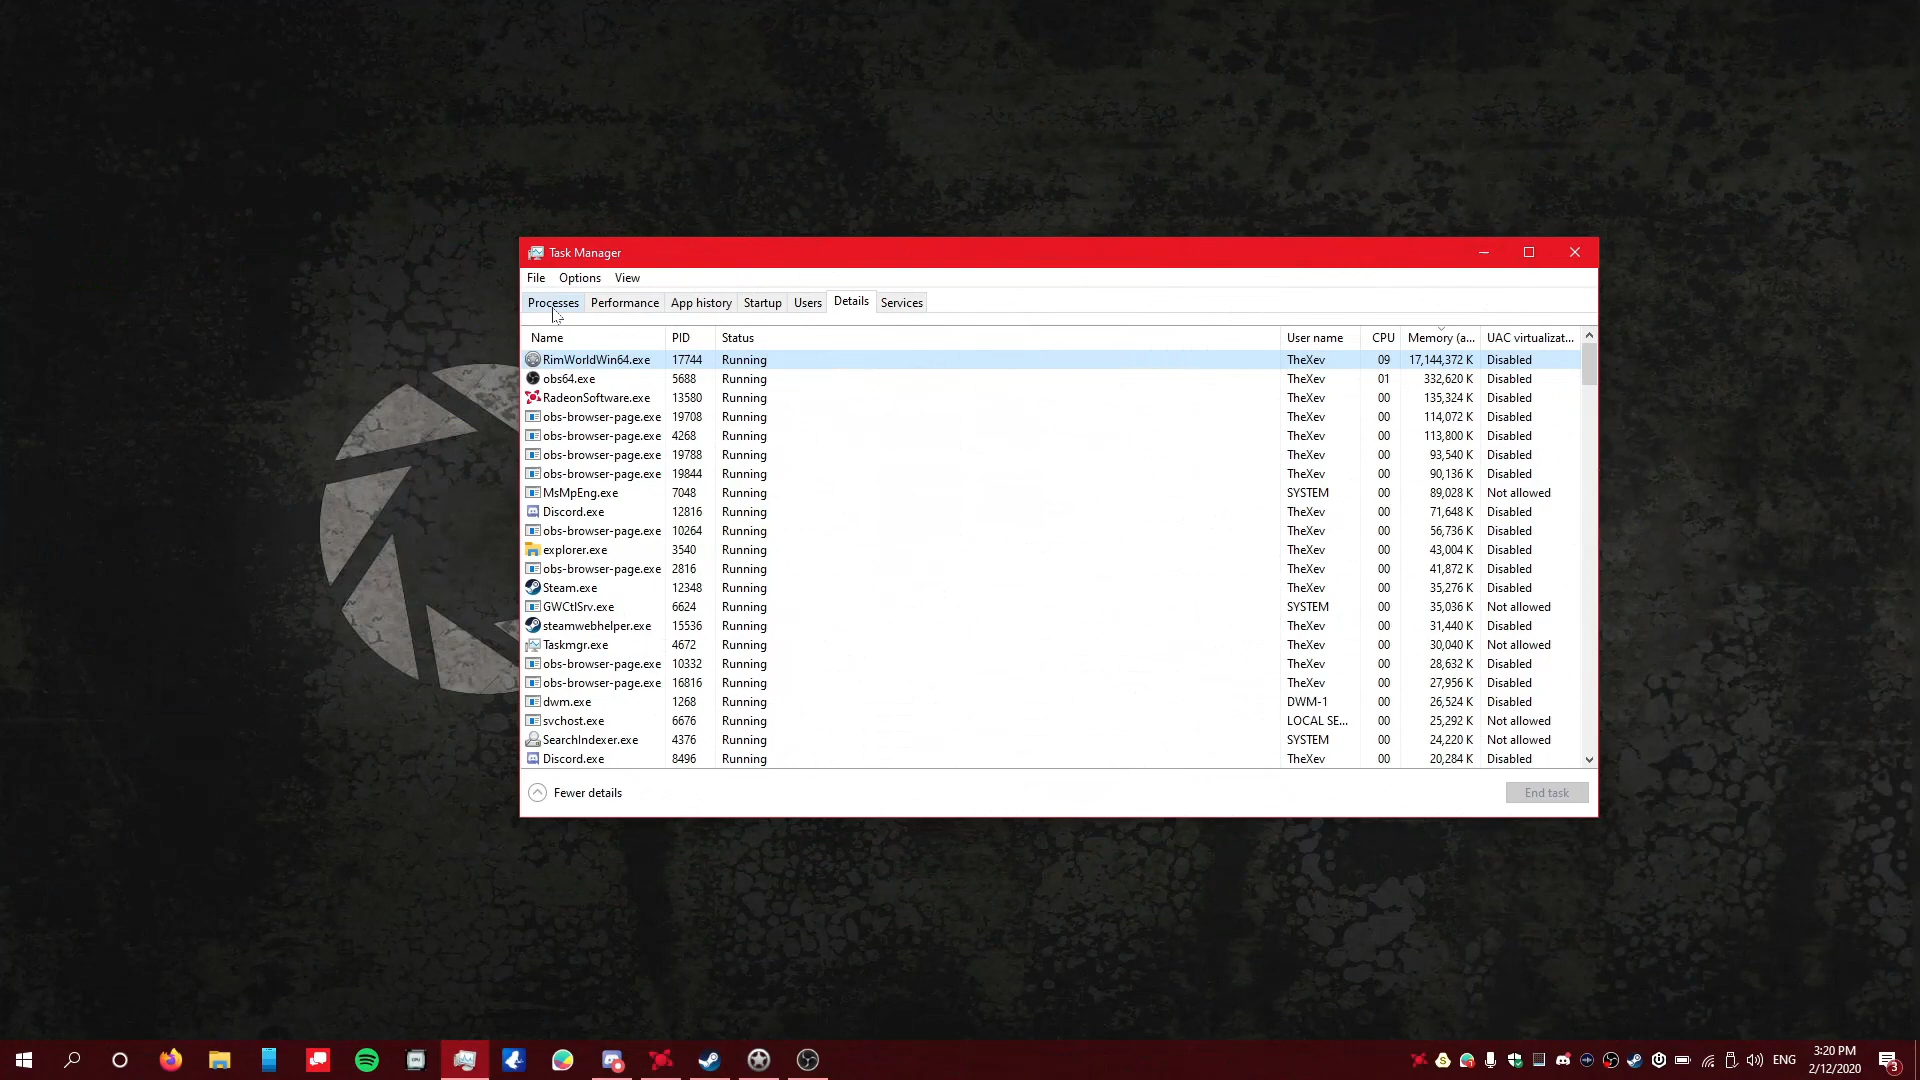 Task Manager
File Options View
Processes Performance App history Startup Users Details Services
Name PID Status User name CPU Memory (a... UAC virtualizat...
RimWorldWin64.exe 17744 Running TheXev 09 17,144,372 K Disabled
obs64.exe 5688 Running TheXev 01 332,620 K Disabled
RadeonSoftware.exe 13580 Running TheXev 00 135,324 K Disabled
obs-browser-page.exe 19708 Running TheXev 00 114,072 K Disabled
obs-browser-page.exe 4268 Running TheXev 00 113,800 K Disabled
obs-browser-page.exe 19788 Running TheXev 00 93,540 K Disabled
obs-browser-page.exe 19844 Running TheXev 00 90,136 K Disabled
MsMpEng.exe 7048 Running SYSTEM 00 89,028 K Not allowed
Discord.exe 12816 Running TheXev 00 71,648 K Disabled
obs-browser-page.exe 10264 Running TheXev 00 56,736 K Disabled
explorer.exe 3540 Running TheXev 00 43,004 K Disabled
obs-browser-page.exe 2816 Running TheXev 00 41,872 K Disabled
Steam.exe 12348 Running TheXev 00 35,276 K Disabled
GWCtlSrv.exe 6624 Running SYSTEM 00 35,036 K Not allowed
steamwebhelper.exe 15536 Running TheXev 00 31,440 K Disabled
Taskmgr.exe 4672 Running TheXev 00 30,040 K Not allowed
obs-browser-page.exe 10332 Running TheXev 00 28,632 K Disabled
obs-browser-page.exe 16816 Running TheXev 00 27,956 K Disabled
dwm.exe 1268 Running DWM-1 00 26,524 K Disabled
svchost.exe 6676 Running LOCAL SE... 00 25,292 K Not allowed
SearchIndexer.exe 4376 Running SYSTEM 00 24,220 K Not allowed
Discord.exe 8496 Running TheXev 00 20,284 K Disabled
Fewer details End task
ENG 3:20 PM
2/12/2020 3